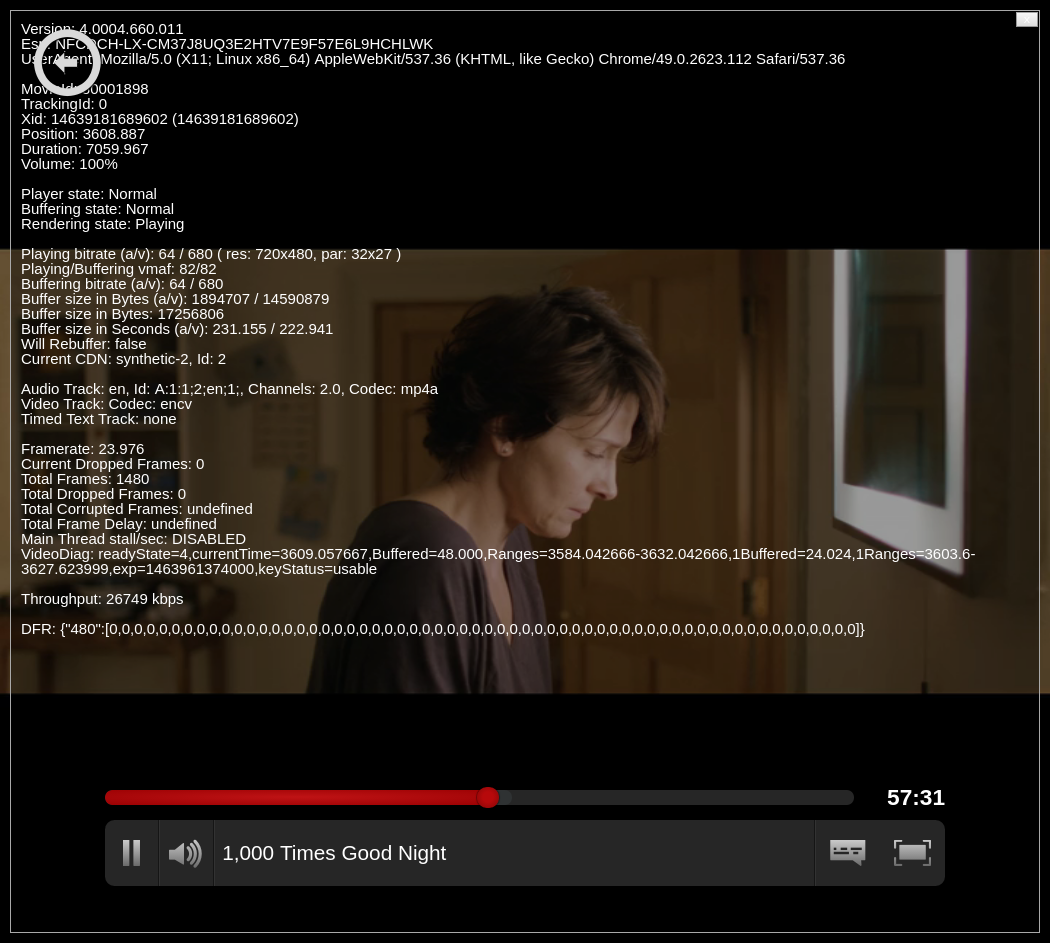 Version: 4.0004.660.011
Esn: NFCDCH-LX-CM37J8UQ3E2HTV7E9F57E6L9HCHLWK
UserAgent: Mozilla/5.0 (X11; Linux x86_64) AppleWebKit/537.36 (KHTML, like Gecko) Chrome/49.0.2623.112 Safari/537.36
MovieId: 80001898
TrackingId: 0
Xid: 14639181689602 (14639181689602)
Position: 3608.887
Duration: 7059.967
Volume: 100%
Player state: Normal
Buffering state: Normal
Rendering state: Playing
Playing bitrate (a/v): 64 / 680 ( res: 720x480, par: 32x27 )
Playing/Buffering vmaf: 82/82
Buffering bitrate (a/v): 64 / 680
Buffer size in Bytes (a/v): 1894707 / 14590879
Buffer size in Bytes: 17256806
Buffer size in Seconds (a/v): 231.155 / 222.941
Will Rebuffer: false
Current CDN: synthetic-2, Id: 2
Audio Track: en, Id: A:1:1;2;en;1;, Channels: 2.0, Codec: mp4a
Video Track: Codec: encv
Timed Text Track: none
Framerate: 23.976
Current Dropped Frames: 0
Total Frames: 1480
Total Dropped Frames: 0
Total Corrupted Frames: undefined
Total Frame Delay: undefined
Main Thread stall/sec: DISABLED
VideoDiag: readyState=4,currentTime=3609.057667,Buffered=48.000,Ranges=3584.042666-3632.042666,1Buffered=24.024,1Ranges=3603.6-
3627.623999,exp=1463961374000,keyStatus=usable
Throughput: 26749 kbps
DFR: {"480":[0,0,0,0,0,0,0,0,0,0,0,0,0,0,0,0,0,0,0,0,0,0,0,0,0,0,0,0,0,0,0,0,0,0,0,0,0,0,0,0,0,0,0,0,0,0,0,0,0,0,0,0,0,0,0,0,0,0,0,0]}
57:31
1,000 Times Good Night